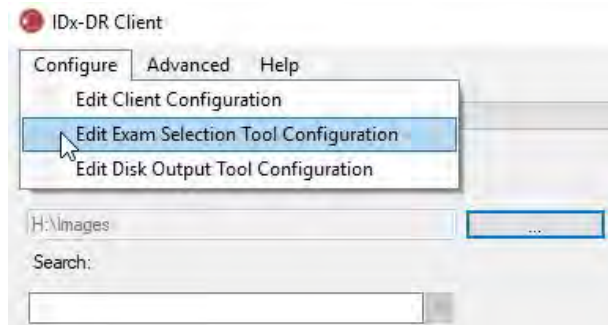 IDx-DR Client
Configure Advanced Help
Edit Client Configuration
Edit Exam Selection Tool Configuration
Edit Disk Output Tool Configuration
H:\Images
...
Search: